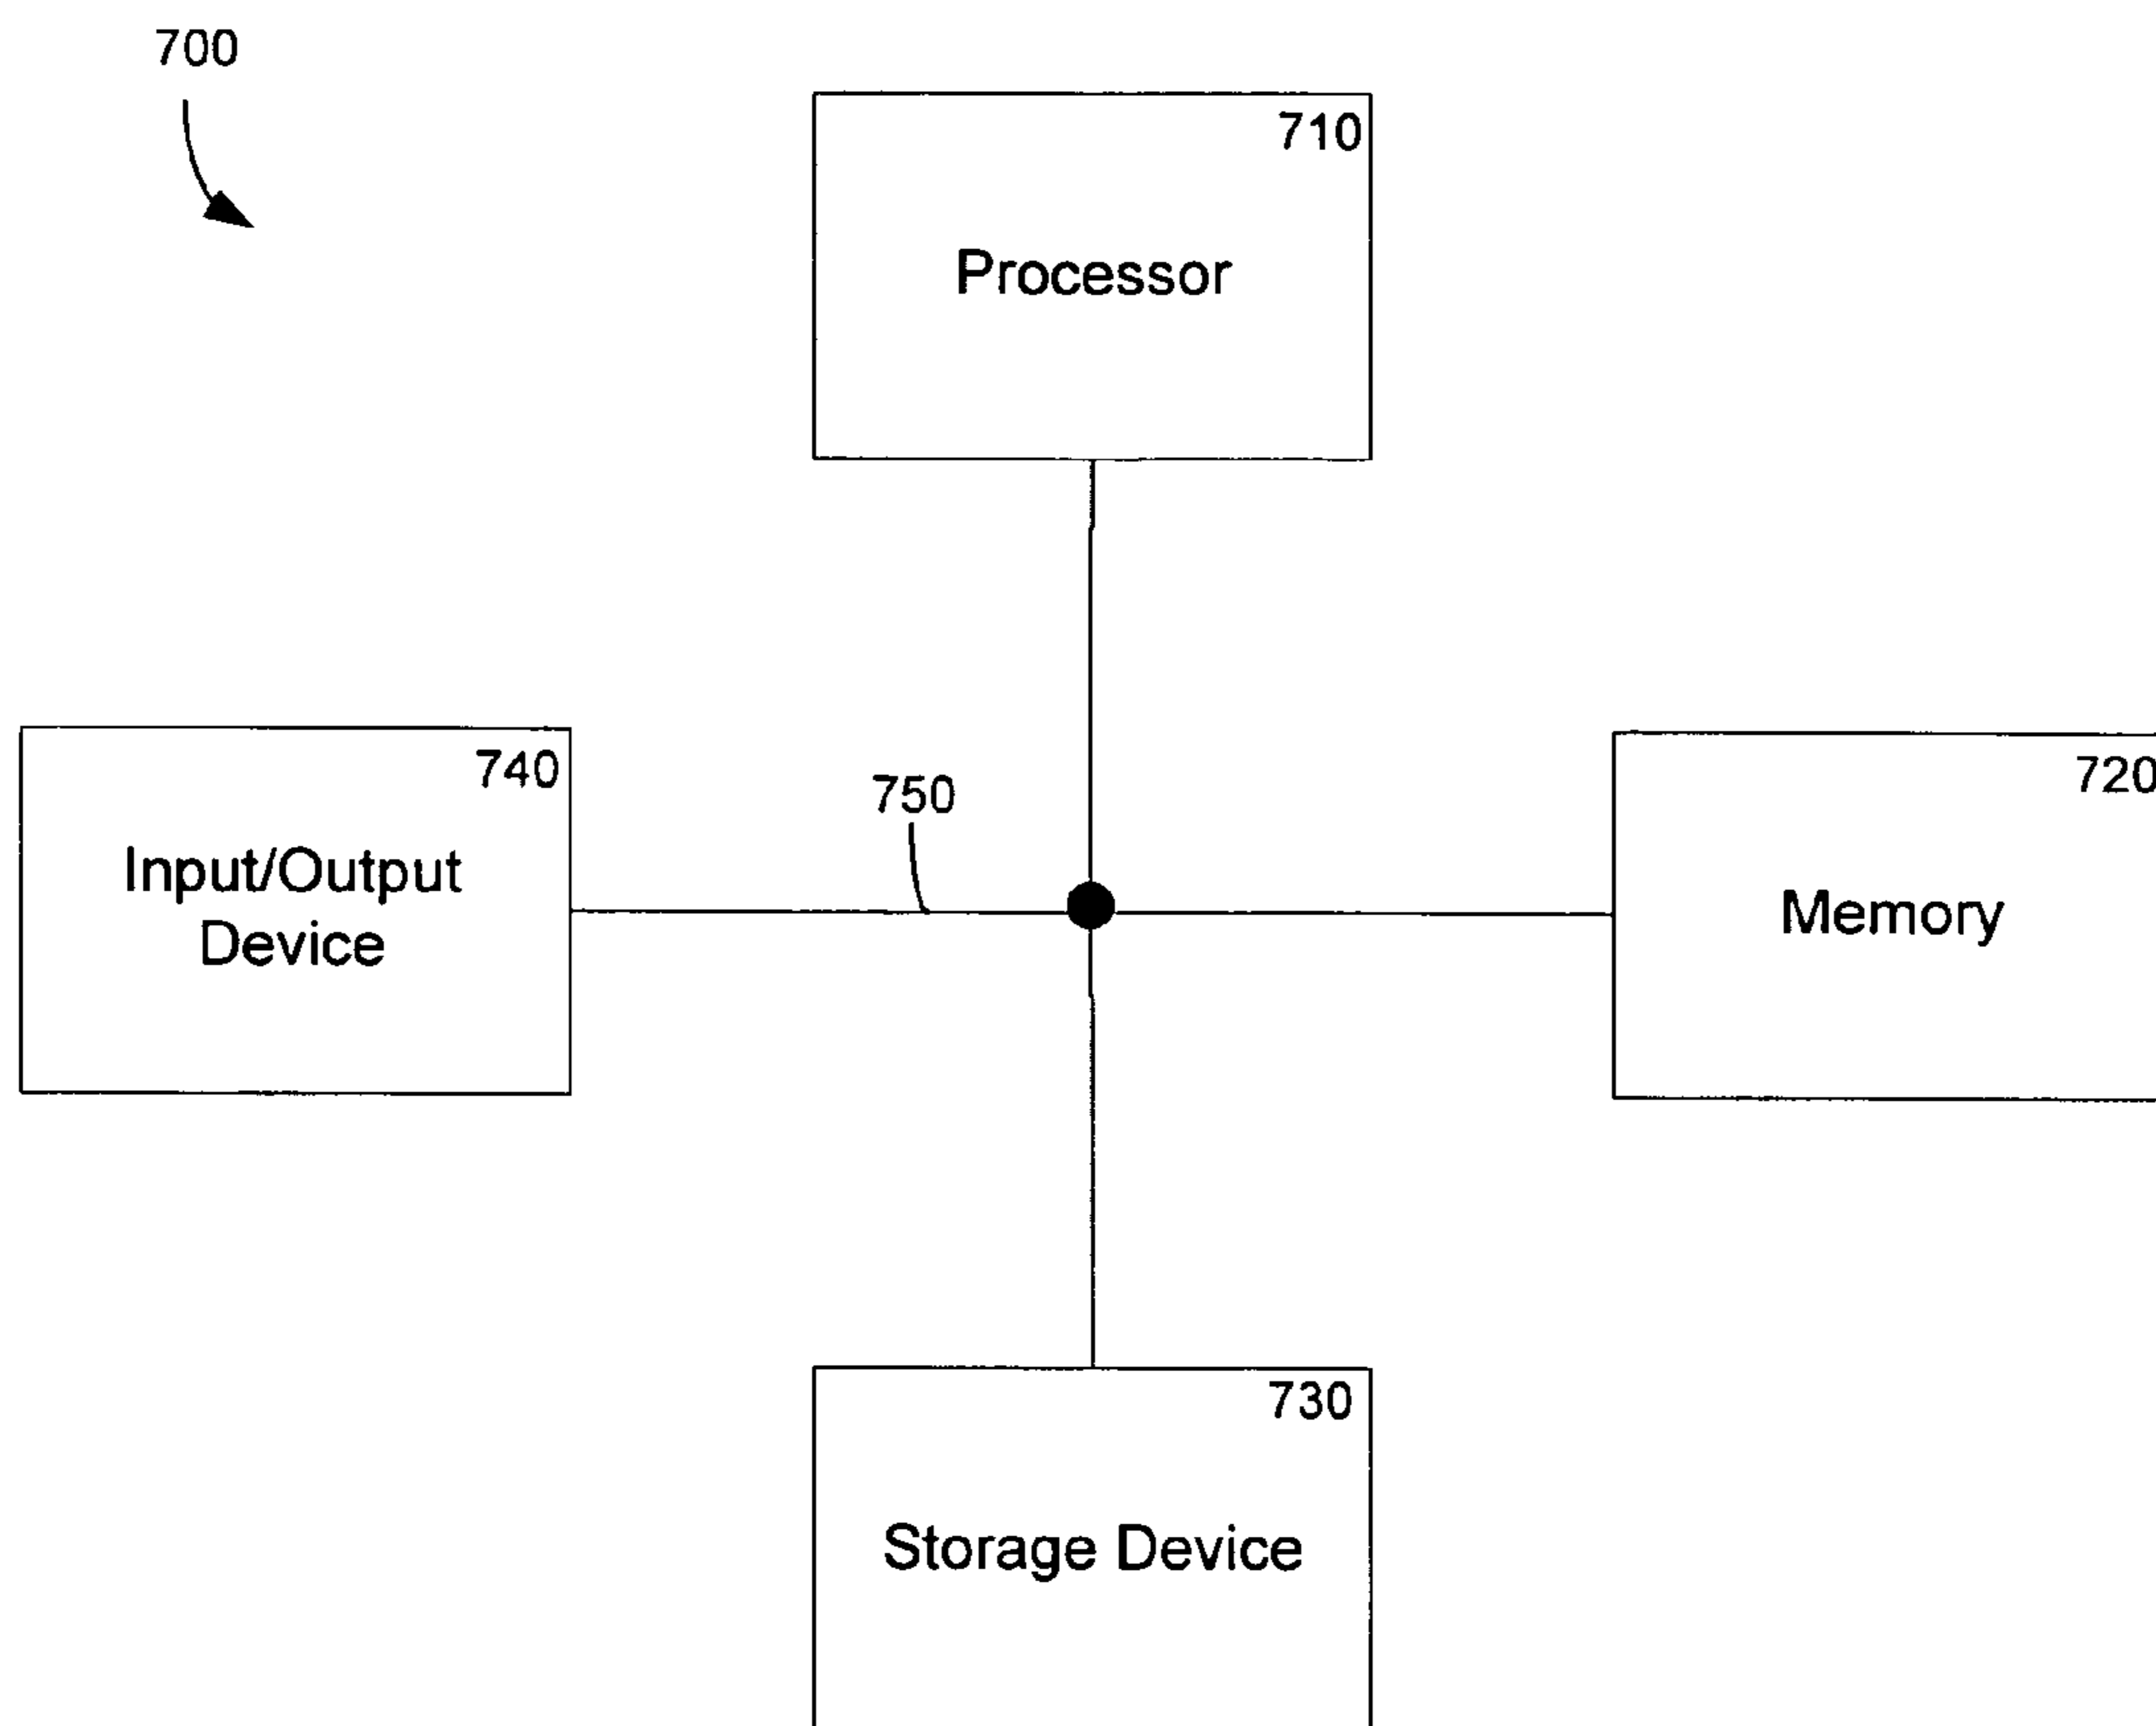 700
710
Processor
740
Input/Output
Device
750
720
Memory
730
Storage Device